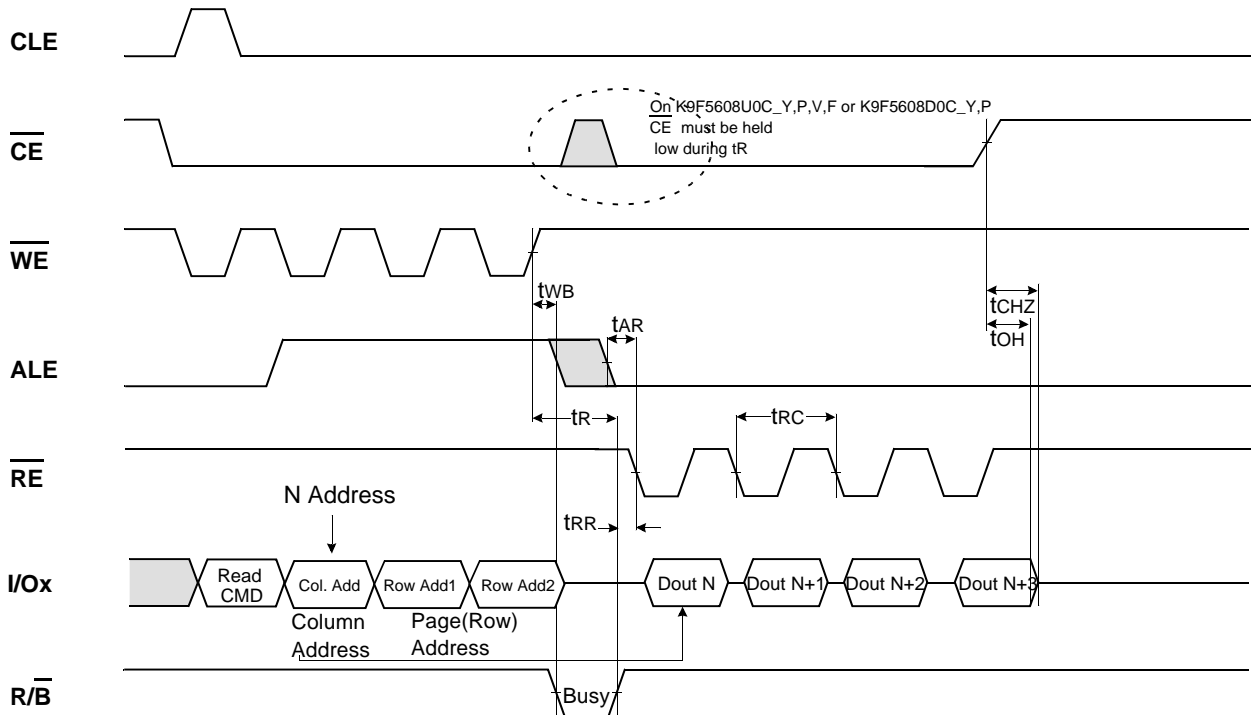 CLE
On K9F5608U0C_Y,P,V,F or K9F5608D0C_Y,P
CE must be held
low during tR
CE
WE
tWB
tCHZ
tAR
tOH
ALE
tR
tRC
RE
N Address
tRR
I/Ox
Read
CMD
Col. Add
Row Add1
Row Add2
Dout N
Dout N+1
Dout N+2
Dout N+3
Column
Address
Page(Row)
Address
R/B
Busy